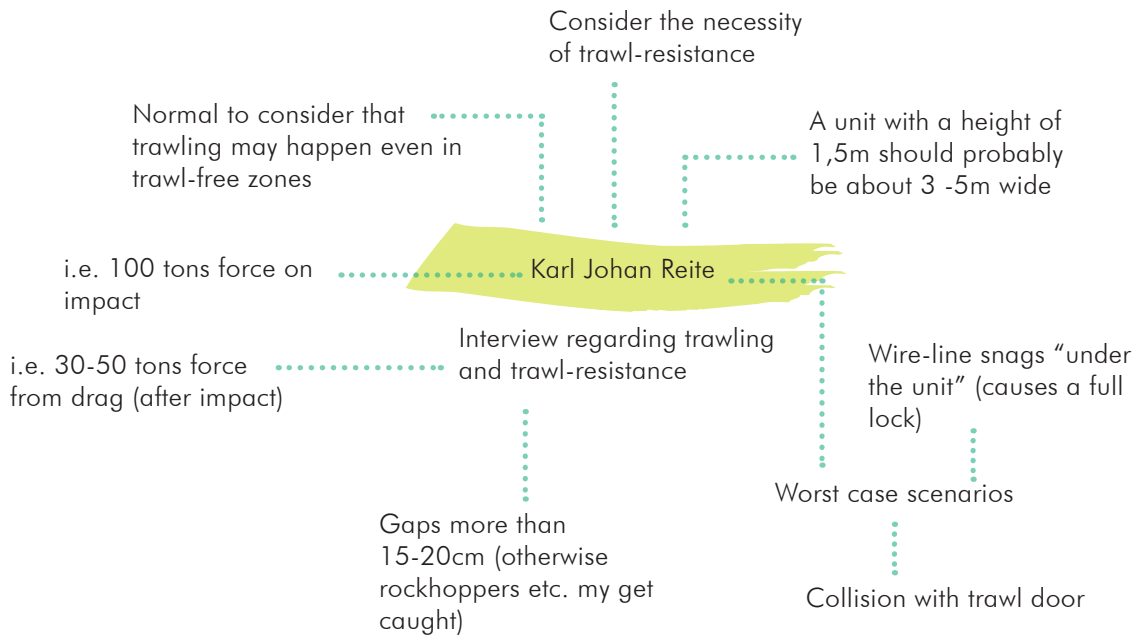 Consider the necessity
of trawl-resistance
Normal to consider that
trawling may happen even in
trawl-free zones
A unit with a height of
1,5m should probably
be about 3 -5m wide
Karl Johan Reite
i.e. 100 tons force on
impact
Interview regarding trawling
and trawl-resistance
i.e. 30-50 tons force
from drag (after impact)
Wire-line snags “under
the unit” (causes a full
lock)
Worst case scenarios
Gaps more than
15-20cm (otherwise
rockhoppers etc. my get
caught)
Collision with trawl door